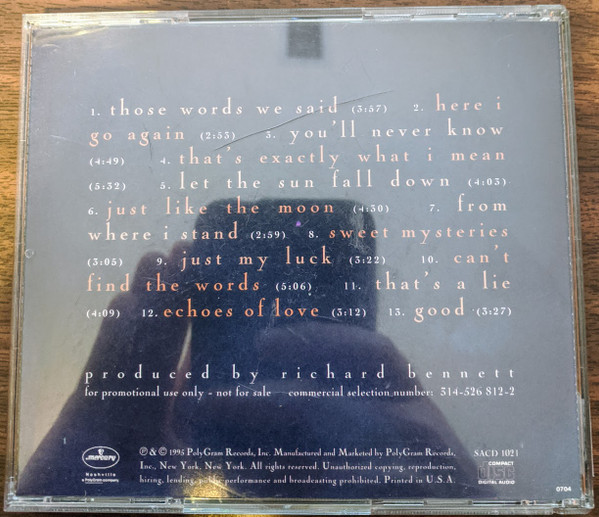 1. those words we said (3:57) 2. here i
go again (2:53) 3. you'll never know
(4:49) 4. that's exactly what i mean
(5:32) 5. let the sun fall down (4:03)
6. just like the moon (4:30) 7. from
where i stand (2:59) 8. sweet mysteries
(3:05) 9. just my luck (3:22) 10. can't
find the words (5:06) 11. that's a lie
(4:09) 12. echoes of love (3:12) 13. good (3:27)
produced by richard bennett
for promotional use only - not for sale commercial selection number: 314-526 812-2
mercury
Nashville
a PolyGram company
℗ & © 1995 PolyGram Records, Inc. Manufactured and Marketed by PolyGram Records,
Inc., New York, New York. All rights reserved. Unauthorized copying, reproduction,
hiring, lending, public performance and broadcasting prohibited. Printed in U.S.A.
SACD 1021
COMPACT
disc
DIGITAL AUDIO
0704